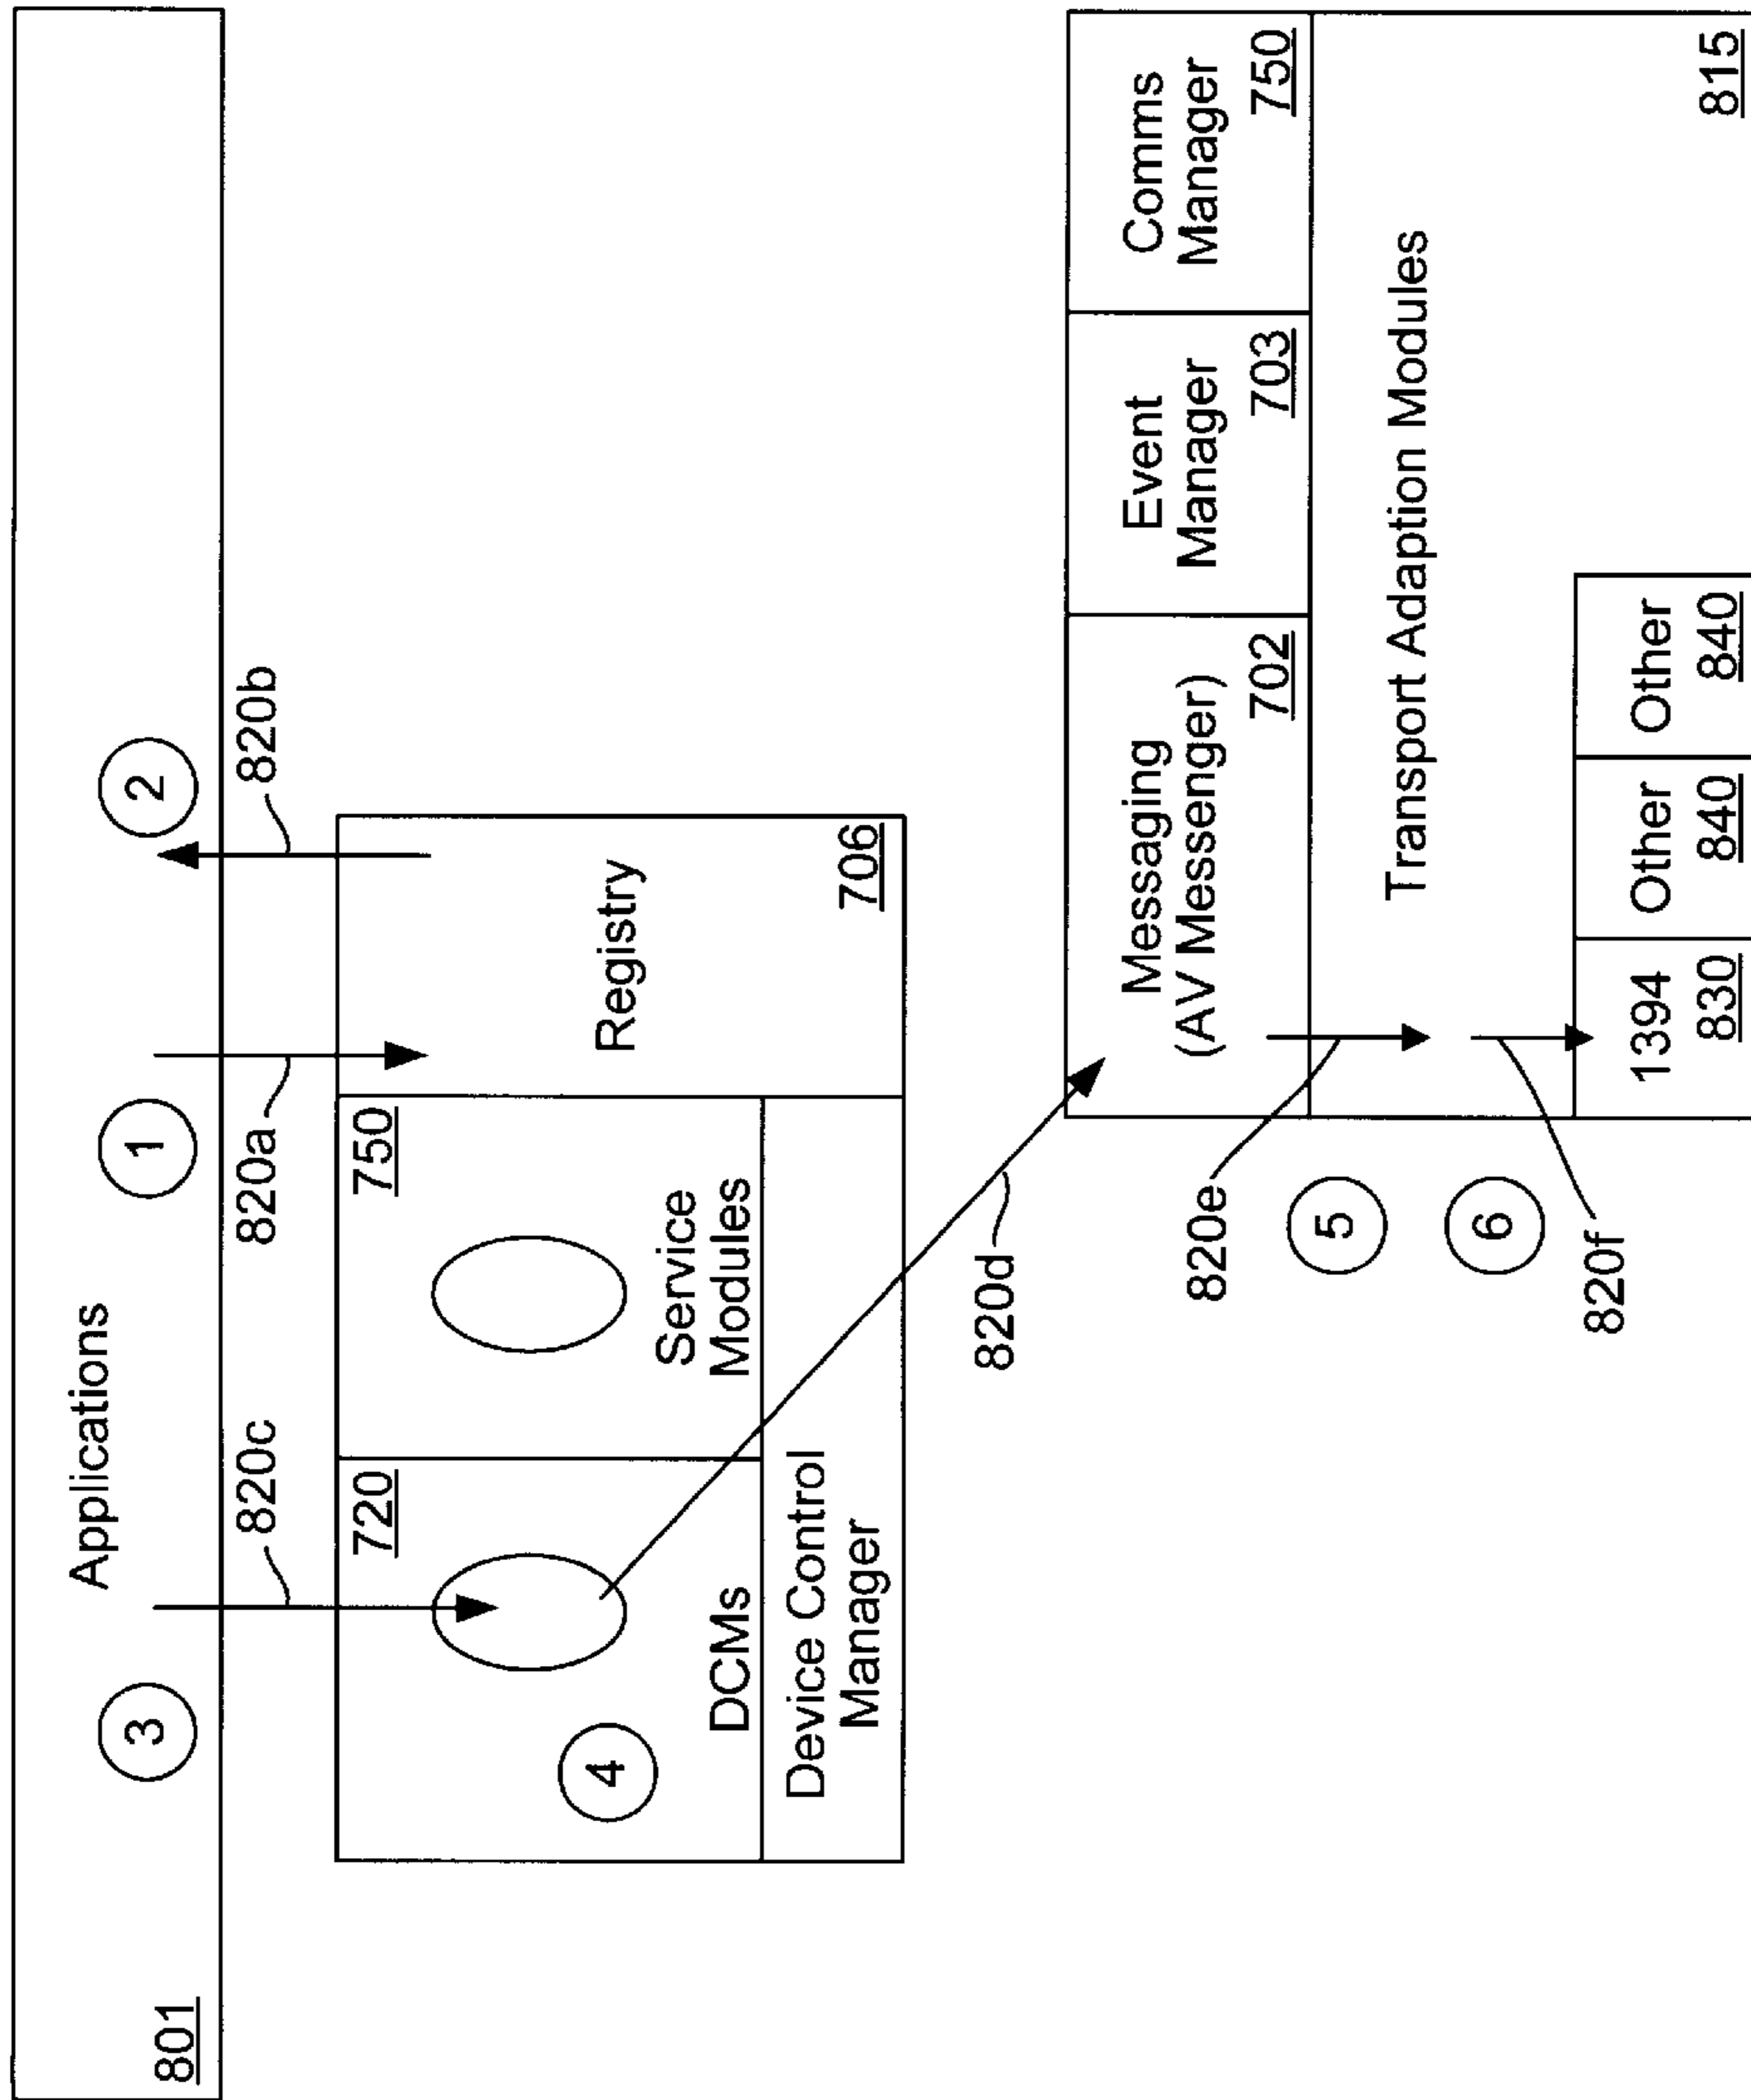 Applications
3
1
2
801
820c
820a
820b
720
750
Registry
706
4
DCMs
Service
Modules
Device Control
Manager
820d
Messaging
(AV Messenger)
702
Event
Manager
703
Comms
Manager
750
820e
5
6
820f
Transport Adaption Modules
1394
830
Other
840
Other
840
815